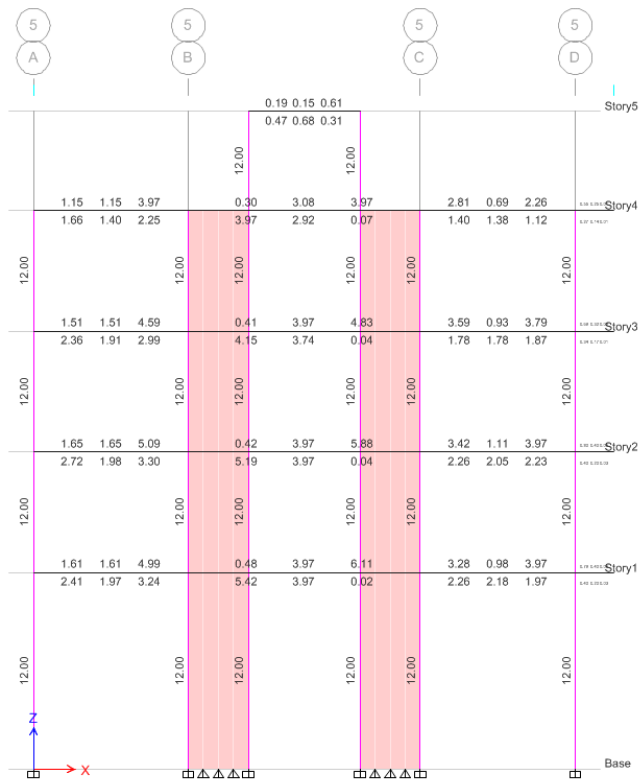 5 5 5 5
A B C D
0.19 0.15 0.61
Story5
0.47 0.68 0.31
12.00 12.00
1.15 1.15 3.97 0.30 3.08 3.97 2.81 0.69 2.26
Story4
1.66 1.40 2.25 3.97 2.92 0.07 1.40 1.38 1.12
12.00 12.00 12.00 12.00 12.00 12.00
1.51 1.51 4.59 0.41 3.97 4.83 3.59 0.93 3.79
Story3
2.36 1.91 2.99 4.15 3.74 0.04 1.78 1.78 1.87
12.00 12.00 12.00 12.00 12.00 12.00
1.65 1.65 5.09 0.42 3.97 5.88 3.42 1.11 3.97
Story2
2.72 1.98 3.30 5.19 3.97 0.04 2.26 2.05 2.23
12.00 12.00 12.00 12.00 12.00 12.00
1.61 1.61 4.99 0.48 3.97 6.11 3.28 0.98 3.97
Story1
2.41 1.97 3.24 5.42 3.97 0.02 2.26 2.18 1.97
12.00 12.00 12.00 12.00 12.00 12.00
Z
X
Base